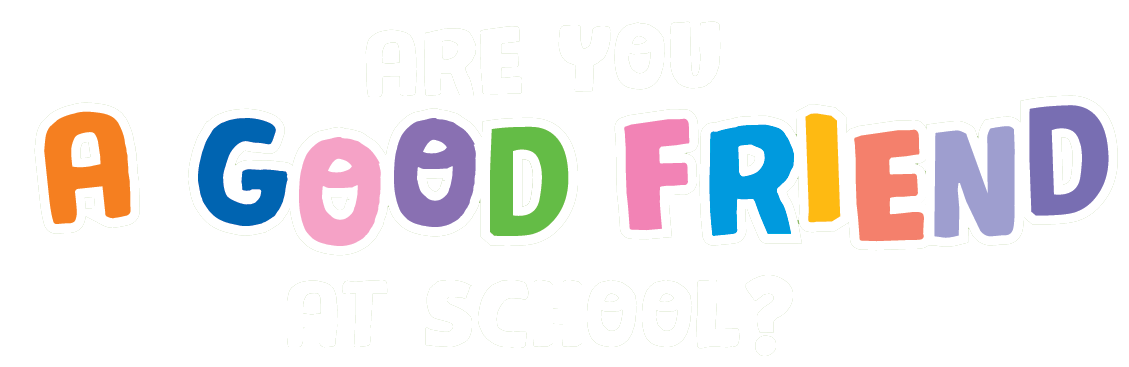 ARE YOU
A GOOD FRIEND
AT SCHOOL?